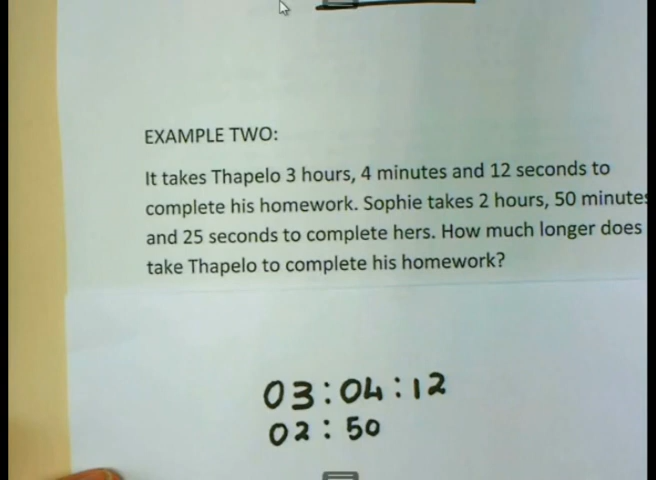 EXAMPLE TWO:
It takes Thapelo 3 hours, 4 minutes and 12 seconds to
complete his homework. Sophie takes 2 hours, 50 minutes
and 25 seconds to complete hers. How much longer does
take Thapelo to complete his homework?
03:04:12
02:50